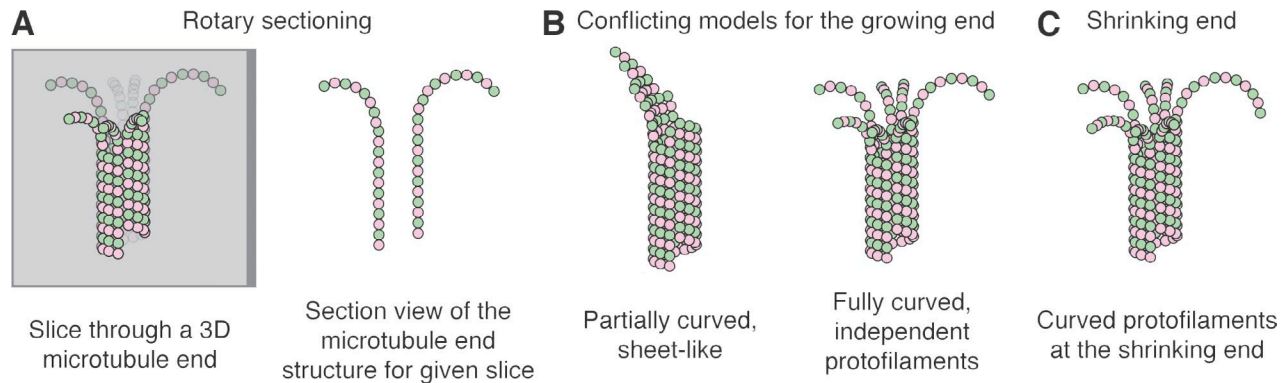 A Rotary sectioning
B Conflicting models for the growing end
C Shrinking end
Slice through a 3D
microtubule end
Section view of the
microtubule end
structure for given slice
Partially curved,
sheet-like
Fully curved,
independent
protofilaments
Curved protofilaments
at the shrinking end